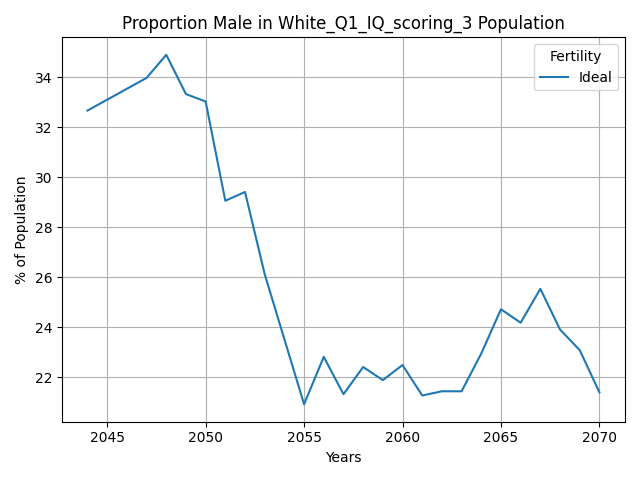 Proportion Male in White_Q1_IQ_scoring_3 Population
Fertility
Ideal
% of Population
34
32
30
28
26
24
22
2045 2050 2055 2060 2065 2070
Years